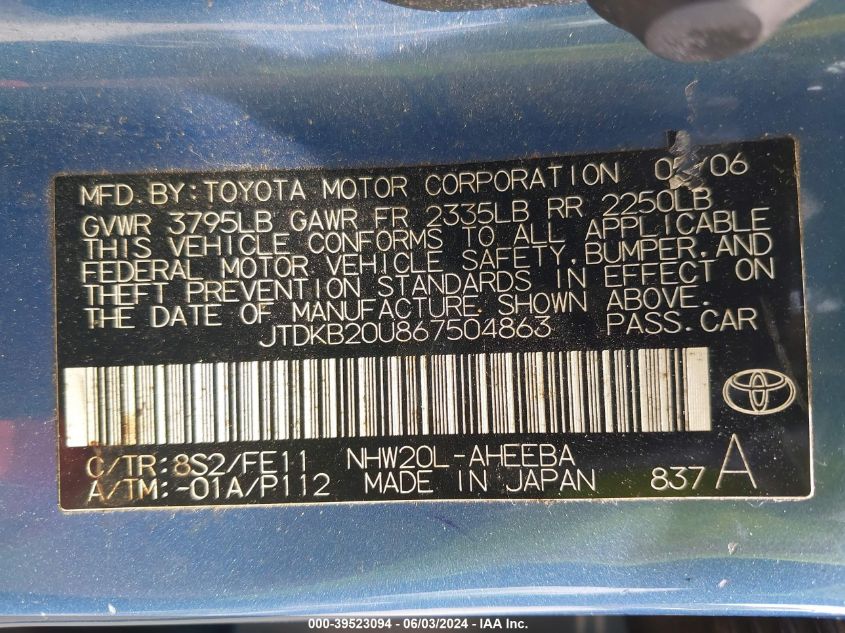 MFD. BY: TOYOTA MOTOR CORPORATION /06
GVWR 3795LB GAWR FR 2335LB RR 2250LB
THIS VEHICLE CONFORMS TO ALL APPLICABLE
FEDERAL MOTOR VEHICLE SAFETY, BUMPER, AND
THEFT PREVENTION STANDARDS IN EFFECT ON
THE DATE OF MANUFACTURE SHOWN ABOVE.
JTDKB20U867504863 PASS. CAR
C/TR: 8S2/FE11 NHW20L-AHEEBA
A/TM: -01A/P112 MADE IN JAPAN 837 A
000-39523094 - 06/03/2024 - © IAA Inc.